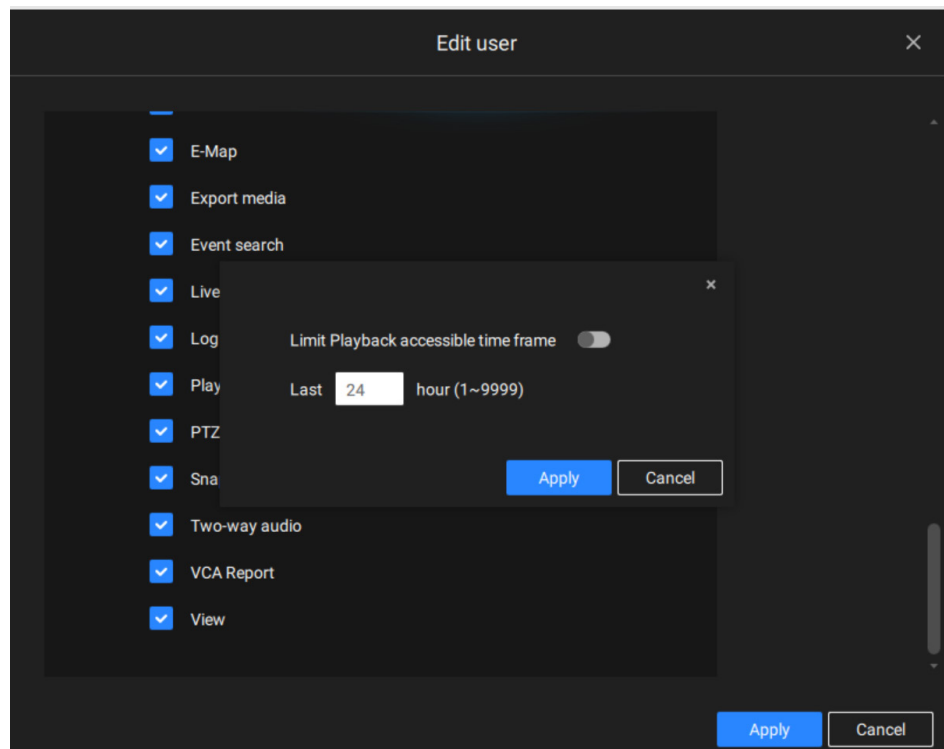 Edit user
E-Map
Export media
Event search
Live
Log
Limit Playback accessible time frame
Play
Last 24 hour (1~9999)
PTZ
Sna
Apply Cancel
Two-way audio
VCA Report
View
Apply Cancel